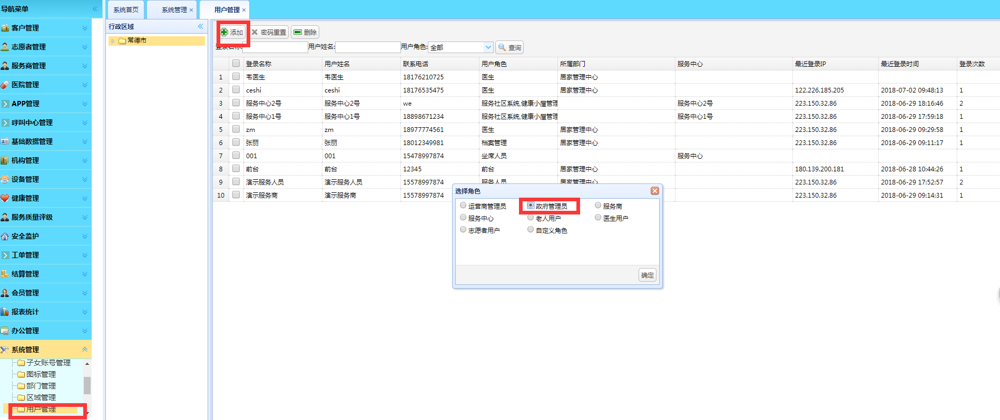 导航菜单
客户管理
志愿者管理
服务商管理
医院管理
APP管理
呼叫中心管理
基础数据管理
机构管理
设备管理
健康管理
服务质量评级
安全监护
工单管理
结算管理
会员管理
报表统计
办公管理
系统管理
子女账号管理
图标管理
部门管理
区域管理
用户管理
系统首页 系统管理 用户管理
行政区域
常德市
添加 密码重置 删除
登录名称: 用户姓名: 用户角色: 全部 查询
登录名称 用户姓名 联系电话 用户角色 所属部门 服务中心 最近登录IP 最近登录时间 登录次数
1 韦医生 韦医生 18176210725 医生 居家管理中心
2 ceshi ceshi 18176535475 医生 居家管理中心 122.226.185.205 2018-07-02 09:48:13 1
3 服务中心2号 服务中心2号 we 服务社区系统,健康小屋管理 服务中心2号 223.150.32.86 2018-06-29 18:16:46 2
4 服务中心1号 服务中心1号 18898671234 服务社区系统,健康小屋管理 服务中心1号 223.150.32.86 2018-06-29 17:59:18 1
5 zm zm 18977774561 医生 居家管理中心 223.150.32.86 2018-06-29 09:29:58 1
6 张丽 张丽 18012349981 档案管理 居家管理中心 223.150.32.86 2018-06-29 09:11:17 1
7 001 001 15478997874 坐席人员 服务中心
8 前台 前台 12345 前台 居家管理中心 180.139.200.181 2018-06-28 10:44:26 1
9 演示服务人员 演示服务人员 15578997874 服务人员 居家管理中心 223.150.32.86 2018-06-29 17:52:57 2
10 演示服务商 演示服务商 15578997874 223.150.32.86 2018-06-29 09:14:31 1
选择角色
运营商管理员 政府管理员 服务商
服务中心 老人用户 医生用户
志愿者用户 自定义角色
确定